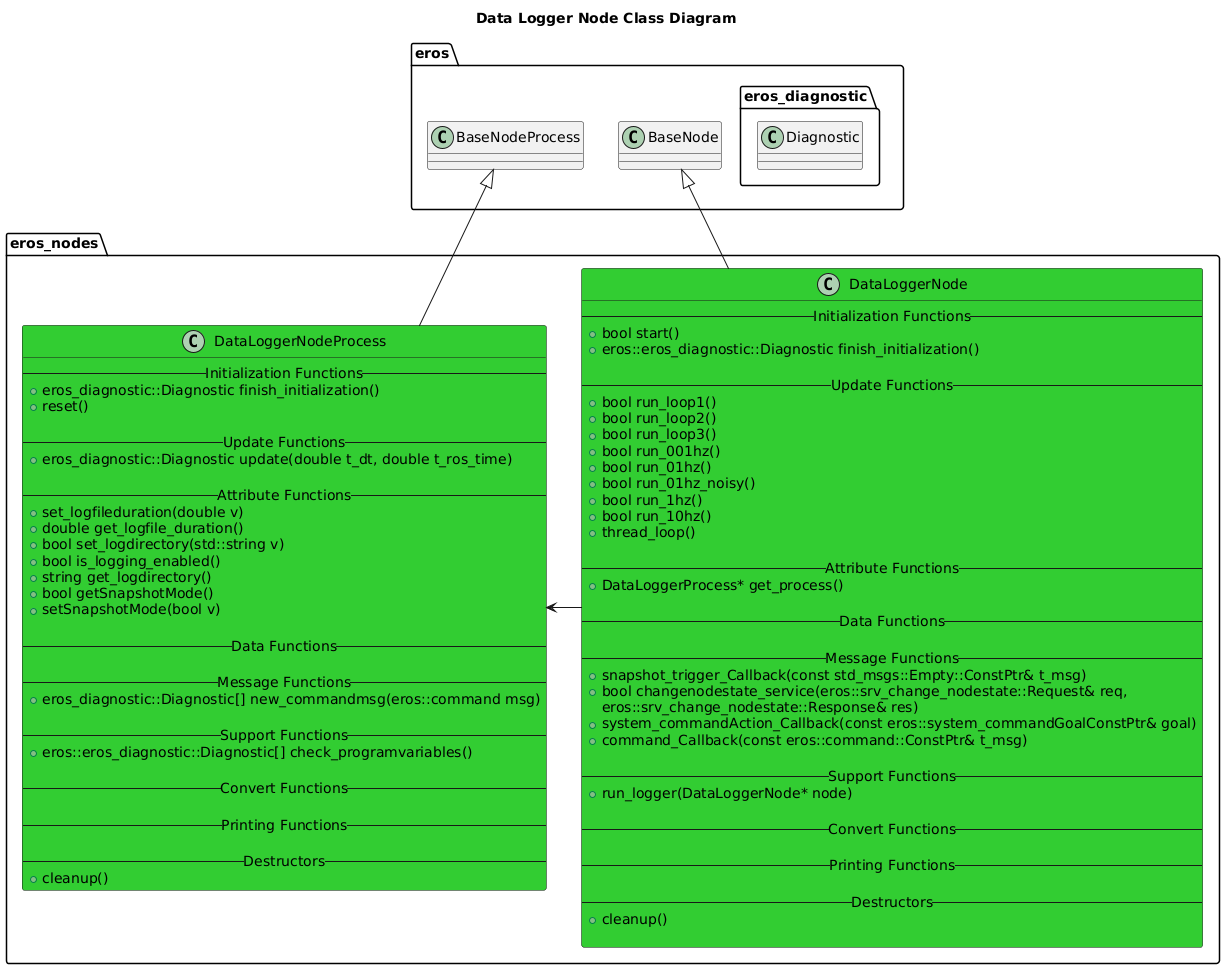 Data Logger Node Class Diagram
eros
eros_diagnostic
C BaseNodeProcess
C BaseNode
C Diagnostic
eros_nodes
C DataLoggerNodeProcess
Initialization Functions
eros_diagnostic::Diagnostic finish_initialization()
reset()
Update Functions
eros_diagnostic::Diagnostic update(double t_dt, double t_ros_time)
Attribute Functions
set_logfileduration(double v)
double get_logfile_duration()
bool set_logdirectory(std::string v)
bool is_logging_enabled()
string get_logdirectory()
bool getSnapshotMode()
setSnapshotMode(bool v)
Data Functions
Message Functions
eros_diagnostic::Diagnostic[] new_commandmsg(eros::command msg)
Support Functions
eros::eros_diagnostic::Diagnostic[] check_programvariables()
Convert Functions
Printing Functions
Destructors
cleanup()
C DataLoggerNode
Initialization Functions
bool start()
eros::eros_diagnostic::Diagnostic finish_initialization()
Update Functions
bool run_loop1()
bool run_loop2()
bool run_loop3()
bool run_001hz()
bool run_01hz()
bool run_01hz_noisy()
bool run_1hz()
bool run_10hz()
thread_loop()
Attribute Functions
DataLoggerProcess* get_process()
Data Functions
Message Functions
snapshot_trigger_Callback(const std_msgs::Empty::ConstPtr& t_msg)
bool changenodestate_service(eros::srv_change_nodestate::Request& req,
eros::srv_change_nodestate::Response& res)
system_commandAction_Callback(const eros::system_commandGoalConstPtr& goal)
command_Callback(const eros::command::ConstPtr& t_msg)
Support Functions
run_logger(DataLoggerNode* node)
Convert Functions
Printing Functions
Destructors
cleanup()